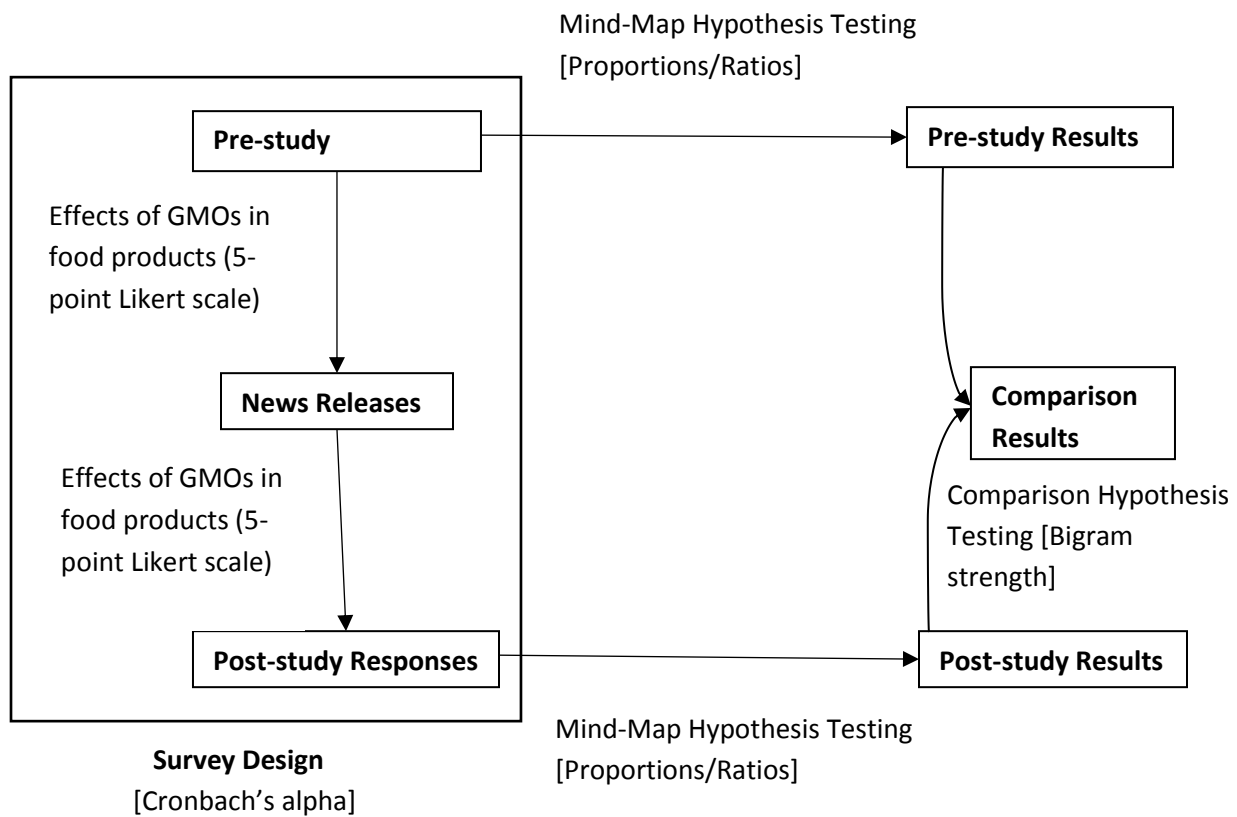 Mind-Map Hypothesis Testing
[Proportions/Ratios]
Pre-study
Pre-study Results
Effects of GMOs in
food products (5-
point Likert scale)
News Releases
Comparison
Results
Effects of GMOs in
food products (5-
point Likert scale)
Comparison Hypothesis
Testing [Bigram
strength]
Post-study Responses
Post-study Results
Mind-Map Hypothesis Testing
[Proportions/Ratios]
Survey Design
[Cronbach’s alpha]